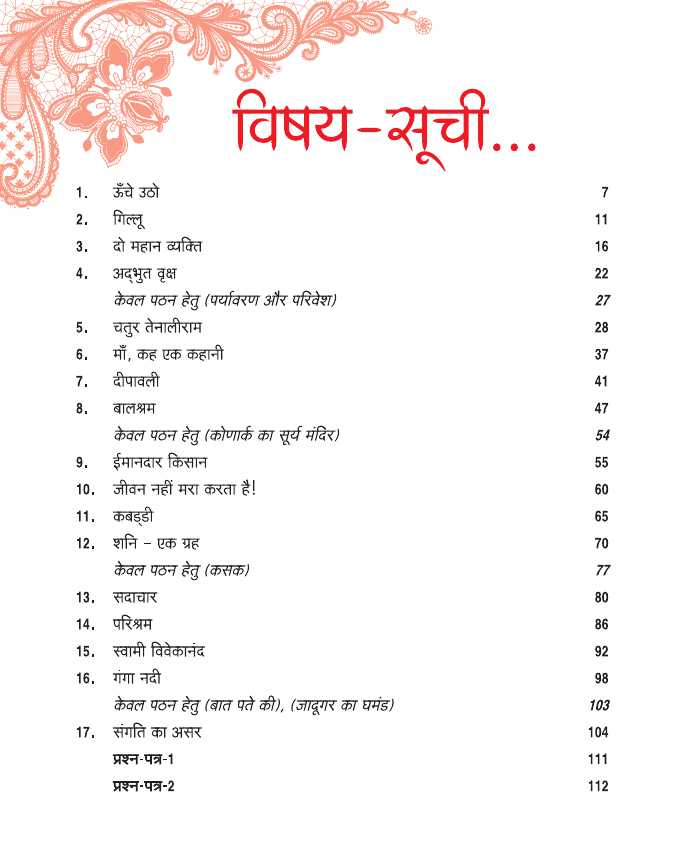 विषय-सूची...
1. ऊँचे उठो 7
2. गिल्लू 11
3. दो महान व्यक्ति 16
4. अद्‌भुत वृक्ष 22
केवल पठन हेतु (पर्यावरण और परिवेश) 27
5. चतुर तेनालीराम 28
6. माँ, कह एक कहानी 37
7. दीपावली 41
8. बालश्रम 47
केवल पठन हेतु (कोणार्क का सूर्य मंदिर) 54
9. ईमानदार किसान 55
10. जीवन नहीं मरा करता है! 60
11. कबड्‌डी 65
12. शनि – एक ग्रह 70
केवल पठन हेतु (कसक) 77
13. सदाचार 80
14. परिश्रम 86
15. स्वामी विवेकानंद 92
16. गंगा नदी 98
केवल पठन हेतु (बात पते की), (जादूगर का घमंड) 103
17. संगति का असर 104
प्रश्न-पत्र-1 111
प्रश्न-पत्र-2 112